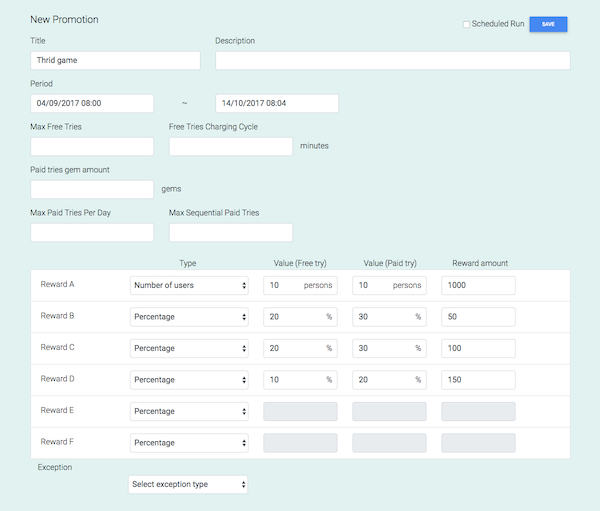 New Promotion
Scheduled Run SAVE
Title Description
Thrid game
Period
04/09/2017 08:00 ~ 14/10/2017 08:04
Max Free Tries Free Tries Charging Cycle
minutes
Paid tries gem amount
gems
Max Paid Tries Per Day Max Sequential Paid Tries
Type Value (Free try) Value (Paid try) Reward amount
Reward A Number of users 10 persons 10 persons 1000
Reward B Percentage 20 % 30 % 50
Reward C Percentage 20 % 30 % 100
Reward D Percentage 10 % 20 % 150
Reward E Percentage
Reward F Percentage
Exception
Select exception type